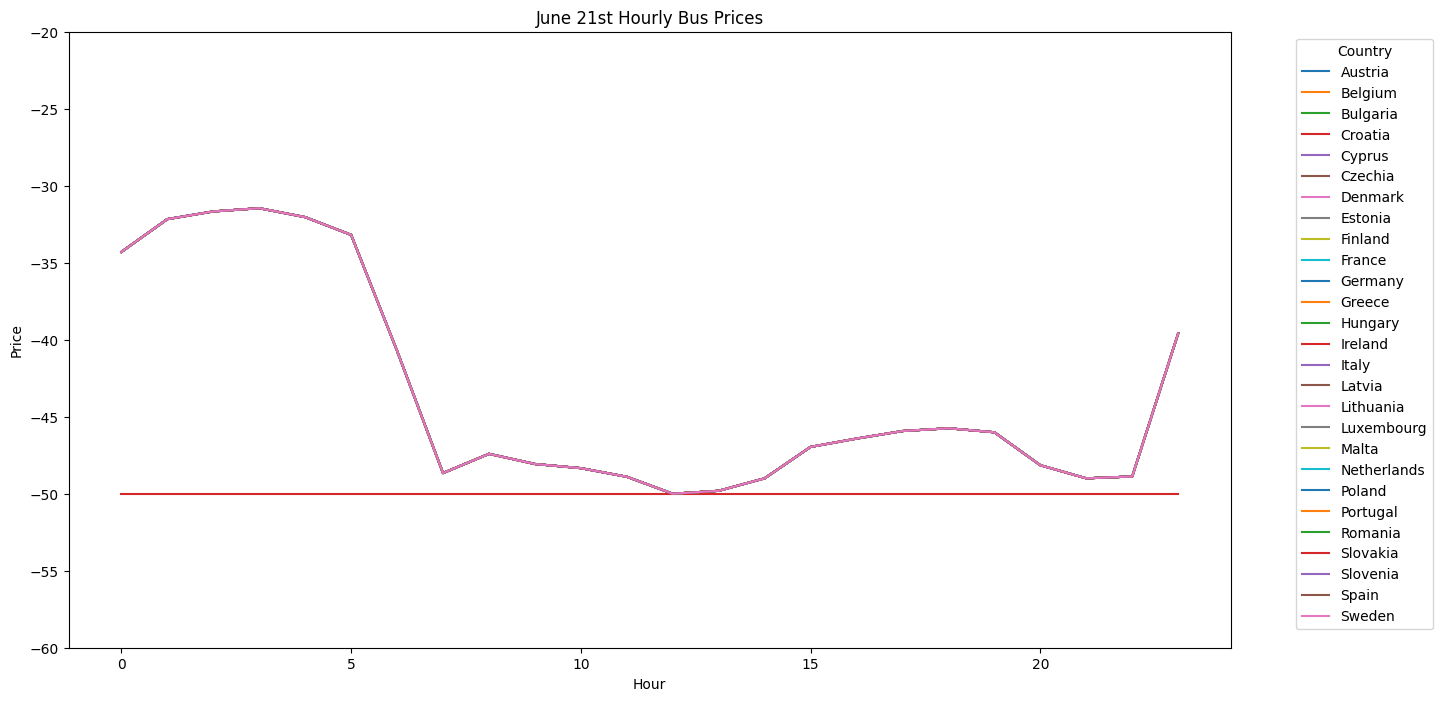 June 21st Hourly Bus Prices
−20
−25
−30
−35
−40
−45
−50
−55
−60
Price
0
5
10
15
20
Hour
Country
Austria
Belgium
Bulgaria
Croatia
Cyprus
Czechia
Denmark
Estonia
Finland
France
Germany
Greece
Hungary
Ireland
Italy
Latvia
Lithuania
Luxembourg
Malta
Netherlands
Poland
Portugal
Romania
Slovakia
Slovenia
Spain
Sweden